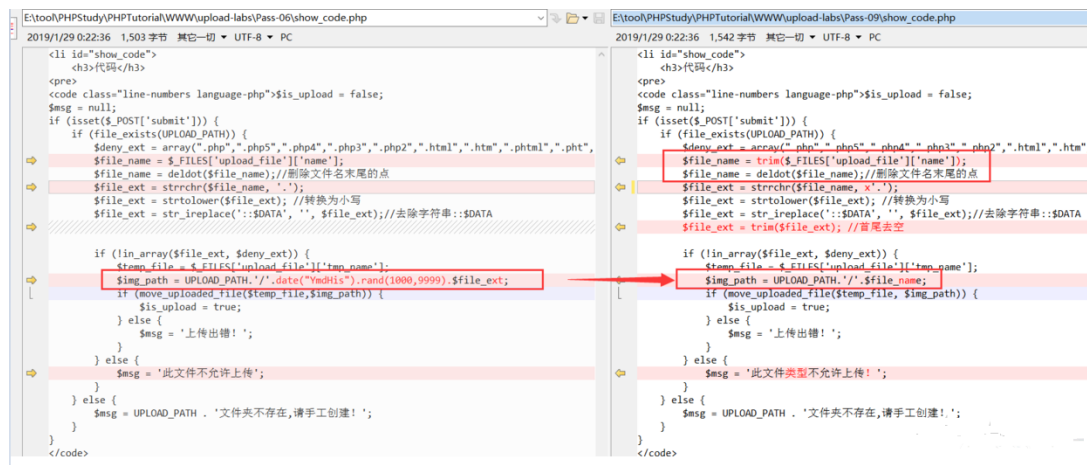 E:\tool\PHPStudy\PHPTutorial\WWW\upload-labs\Pass-06\show_code.php
2019/1/29 0:22:36 1,503 字节 其它一切 ▼ UTF-8 ▼ PC
<li id="show_code">
<h3>代码</h3>
<pre>
<code class="line-numbers language-php">$is_upload = false;
$msg = null;
if (isset($_POST['submit'])) {
if (file_exists(UPLOAD_PATH)) {
$deny_ext = array(".php",".php5",".php4",".php3",".php2",".html",".htm",".phtml",".pht",
$file_name = $_FILES['upload_file']['name'];
$file_name = deldot($file_name);//删除文件名末尾的点
$file_ext = strrchr($file_name, '.');
$file_ext = strtolower($file_ext); //转换为小写
$file_ext = str_ireplace('::$DATA', '', $file_ext);//去除字符串::$DATA
if (!in_array($file_ext, $deny_ext)) {
$temp_file = $_FILES['upload_file']['tmp_name'];
$img_path = UPLOAD_PATH.'/'.date("YmdHis").rand(1000,9999).$file_ext;
if (move_uploaded_file($temp_file,$img_path)) {
$is_upload = true;
} else {
$msg = '上传出错！';
}
} else {
$msg = '此文件不允许上传';
}
} else {
$msg = UPLOAD_PATH . '文件夹不存在,请手工创建！';
}
}
</code>
E:\tool\PHPStudy\PHPTutorial\WWW\upload-labs\Pass-09\show_code.php
2019/1/29 0:22:36 1,542 字节 其它一切 ▼ UTF-8 ▼ PC
<li id="show_code">
<h3>代码</h3>
<pre>
<code class="line-numbers language-php">$is_upload = false;
$msg = null;
if (isset($_POST['submit'])) {
if (file_exists(UPLOAD_PATH)) {
$deny_ext = array(".php",".php5",".php4",".php3",".php2",".html",".htm"
$file_name = trim($_FILES['upload_file']['name']);
$file_name = deldot($file_name);//删除文件名末尾的点
$file_ext = strrchr($file_name, x'.');
$file_ext = strtolower($file_ext); //转换为小写
$file_ext = str_ireplace('::$DATA', '', $file_ext);//去除字符串::$DATA
$file_ext = trim($file_ext); //首尾去空
if (!in_array($file_ext, $deny_ext)) {
$temp_file = $_FILES['upload_file']['tmp_name'];
$img_path = UPLOAD_PATH.'/'.$file_name;
if (move_uploaded_file($temp_file, $img_path)) {
$is_upload = true;
} else {
$msg = '上传出错！';
}
} else {
$msg = '此文件类型不允许上传！';
}
} else {
$msg = UPLOAD_PATH . '文件夹不存在,请手工创建！';
}
}
</code>